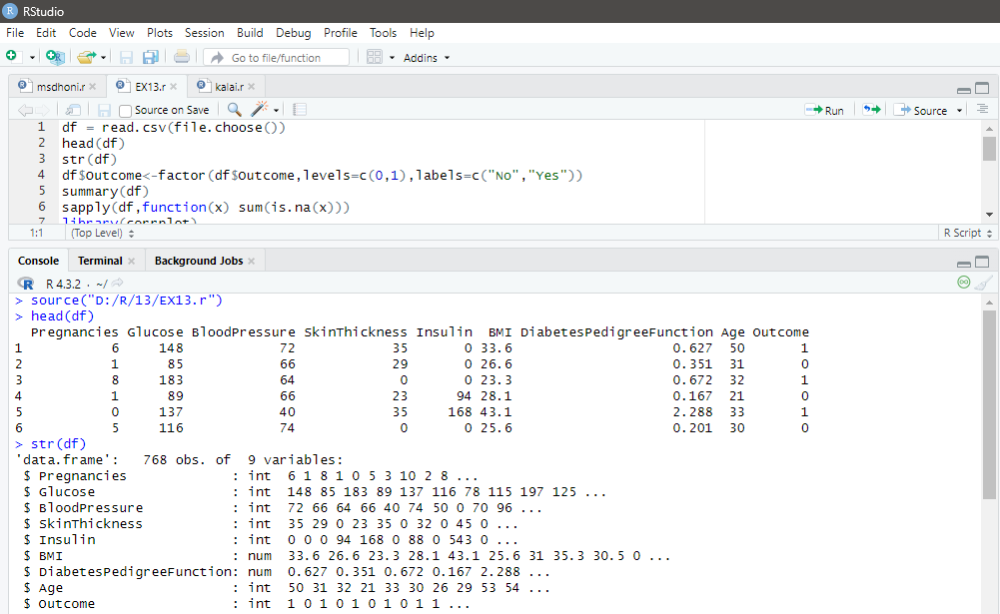 RStudio
File Edit Code View Plots Session Build Debug Profile Tools Help
Go to file/function Addins
msdhoni.r EX13.r kalai.r
Source on Save Run Source
1 df = read.csv(file.choose())
2 head(df)
3 str(df)
4 df$Outcome<-factor(df$Outcome,levels=c(0,1),labels=c("No","Yes"))
5 summary(df)
6 sapply(df,function(x) sum(is.na(x)))
7 library(corrplot)
1:1 (Top Level) R Script
Console Terminal Background Jobs
R 4.3.2 · ~/
> source("D:/R/13/EX13.r")
> head(df)
Pregnancies Glucose BloodPressure SkinThickness Insulin BMI DiabetesPedigreeFunction Age Outcome
1 6 148 72 35 0 33.6 0.627 50 1
2 1 85 66 29 0 26.6 0.351 31 0
3 8 183 64 0 0 23.3 0.672 32 1
4 1 89 66 23 94 28.1 0.167 21 0
5 0 137 40 35 168 43.1 2.288 33 1
6 5 116 74 0 0 25.6 0.201 30 0
> str(df)
'data.frame': 768 obs. of 9 variables:
$ Pregnancies : int 6 1 8 1 0 5 3 10 2 8 ...
$ Glucose : int 148 85 183 89 137 116 78 115 197 125 ...
$ BloodPressure : int 72 66 64 66 40 74 50 0 70 96 ...
$ SkinThickness : int 35 29 0 23 35 0 32 0 45 0 ...
$ Insulin : int 0 0 0 94 168 0 88 0 543 0 ...
$ BMI : num 33.6 26.6 23.3 28.1 43.1 25.6 31 35.3 30.5 0 ...
$ DiabetesPedigreeFunction: num 0.627 0.351 0.672 0.167 2.288 ...
$ Age : int 50 31 32 21 33 30 26 29 53 54 ...
$ Outcome : int 1 0 1 0 1 0 1 0 1 1 ...